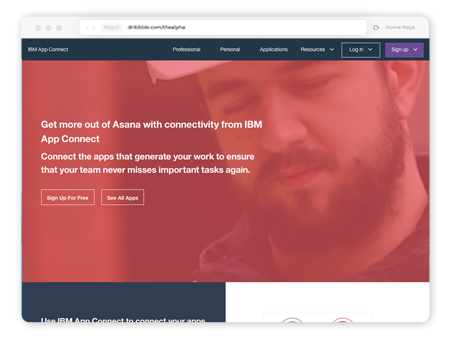 dribbble.com/khealpha
Home Page
IBM App Connect
Professional
Personal
Applications
Resources
Log in
Sign up
Get more out of Asana with connectivity from IBM
App Connect
Connect the apps that generate your work to ensure
that your team never misses important tasks again.
Sign Up For Free
See All Apps
Use IBM App Connect to connect your apps